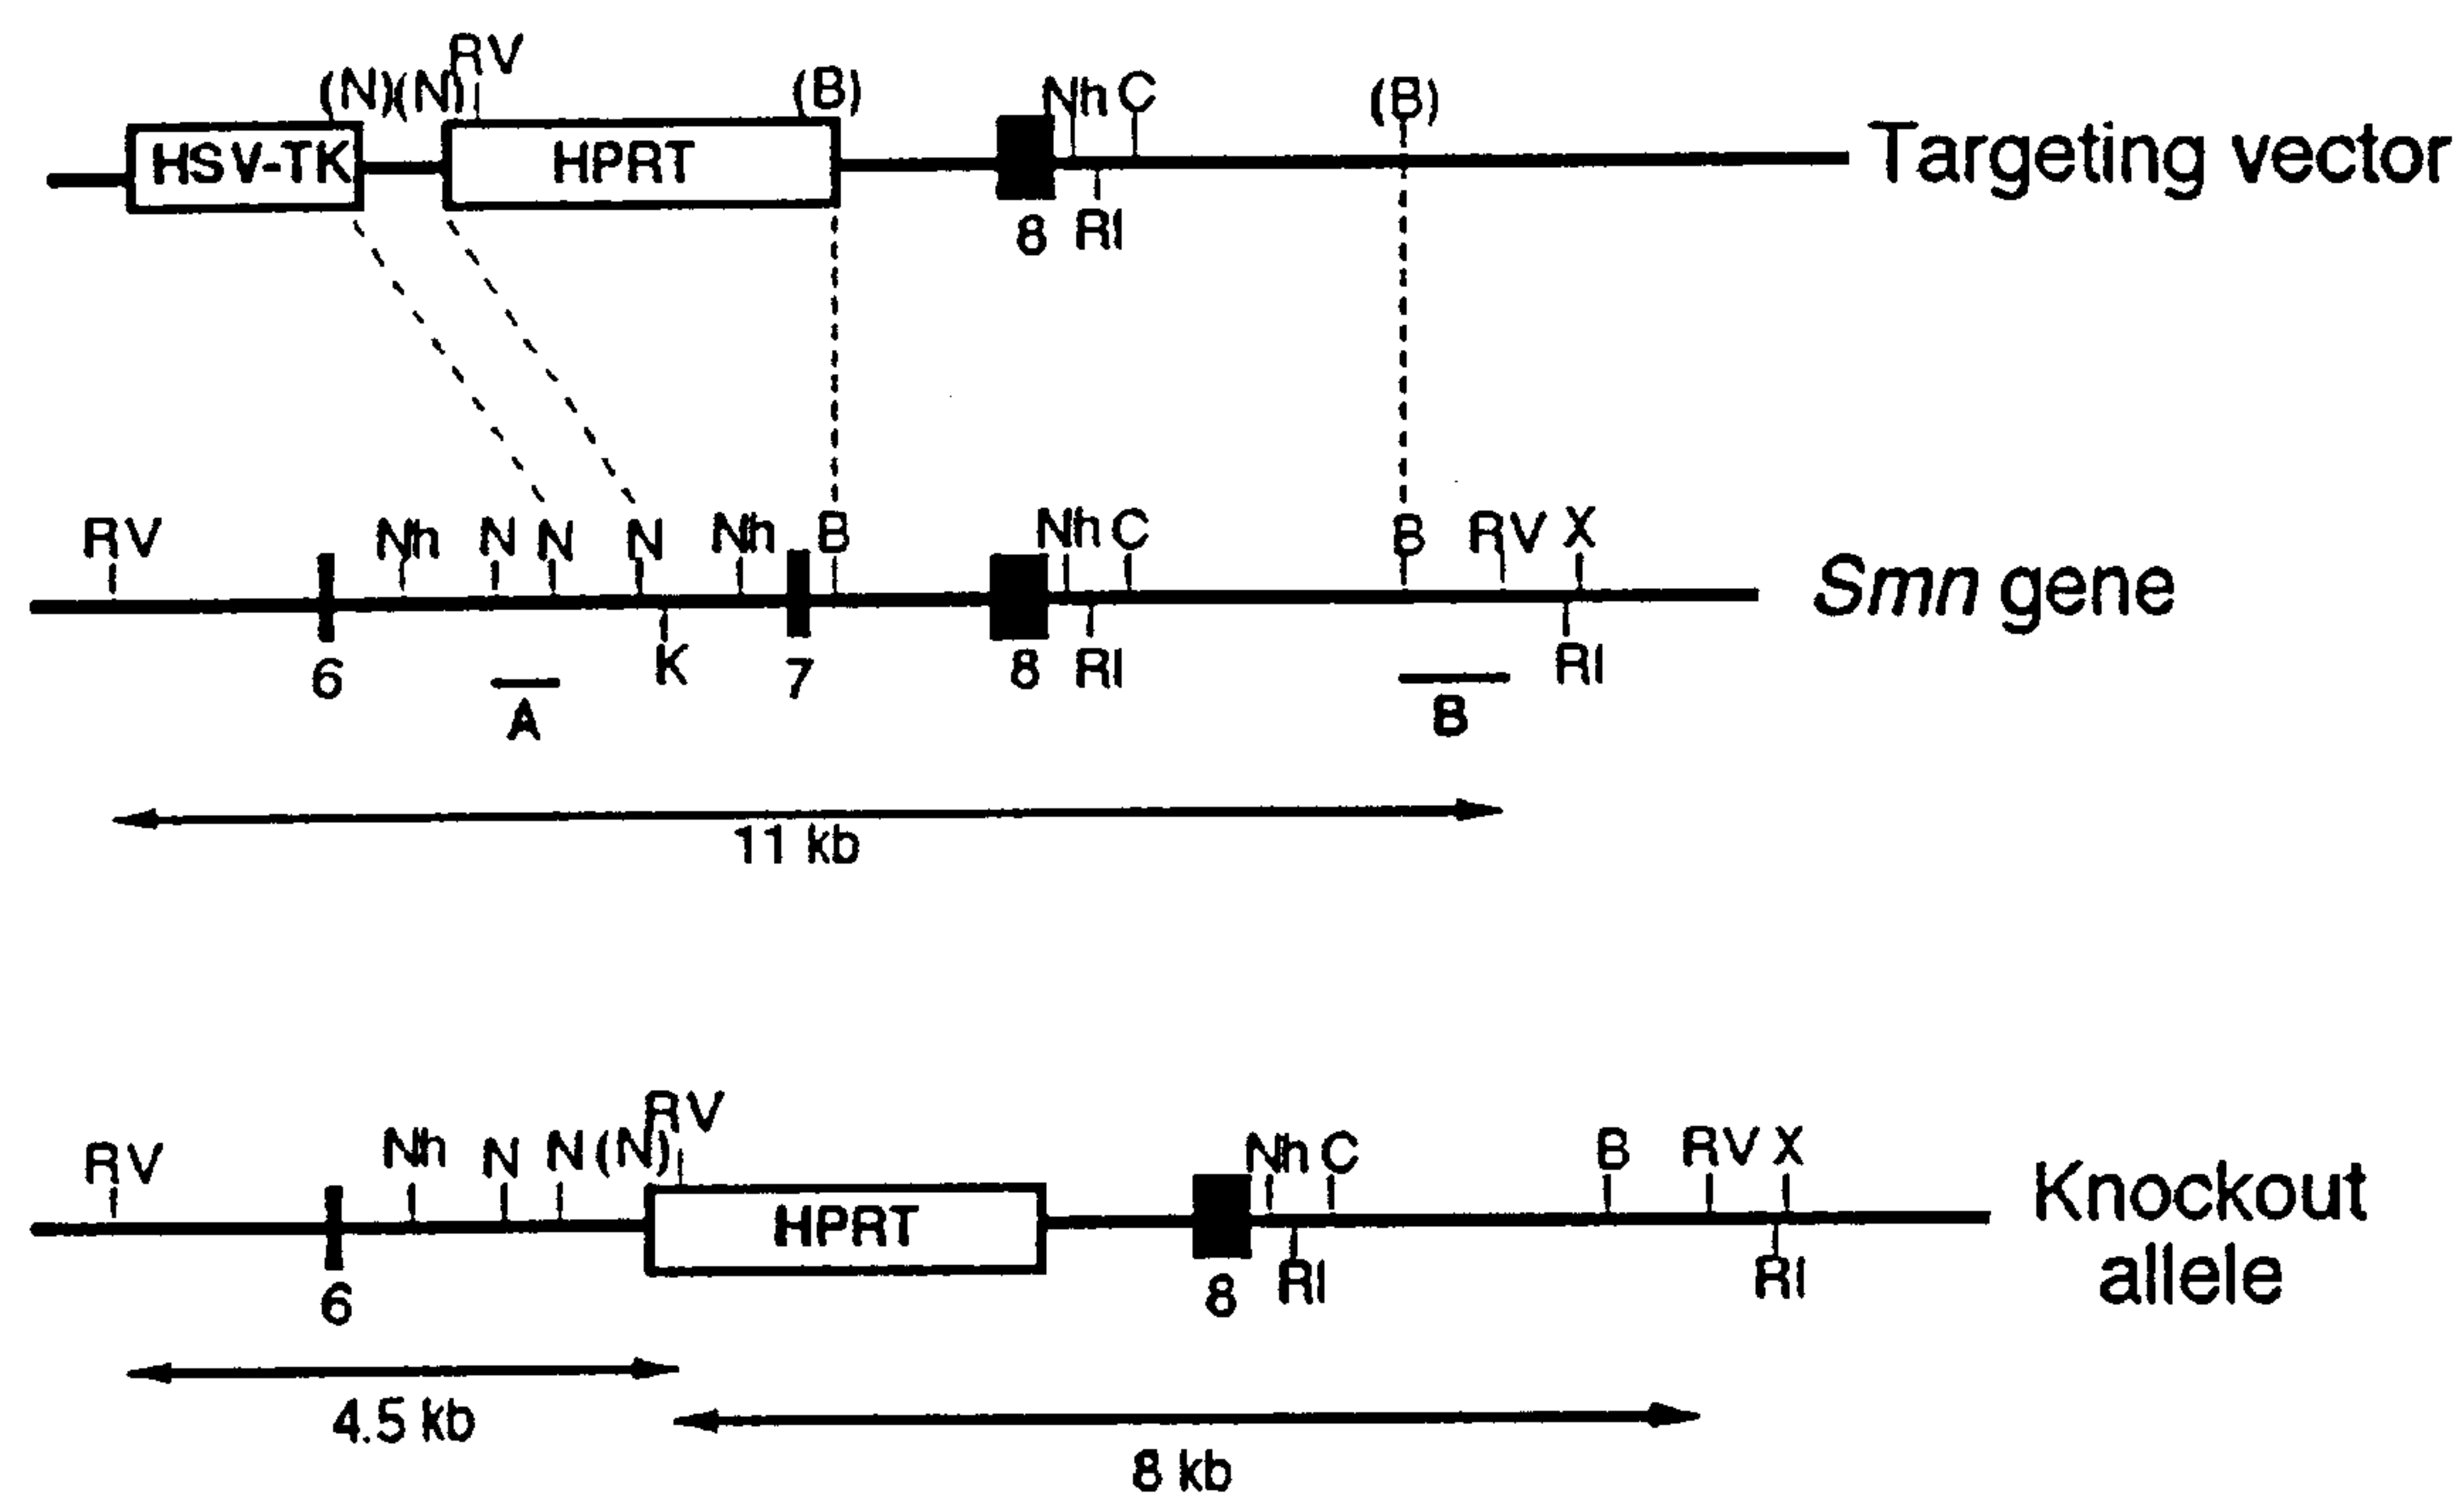 RV
(N)(N) (B) Nh C (B)
HSV-TK HPRT Targeting vector
8 RI
RV Nh N N N Nh B Nh C B RV X
Smn gene
6 K 7 8 RI RI
A B
11 kb
RV
RV Nh N N (N) Nh C B RV X
HPRT Knockout
allele
6 8 RI RI
4.5 kb
8 kb